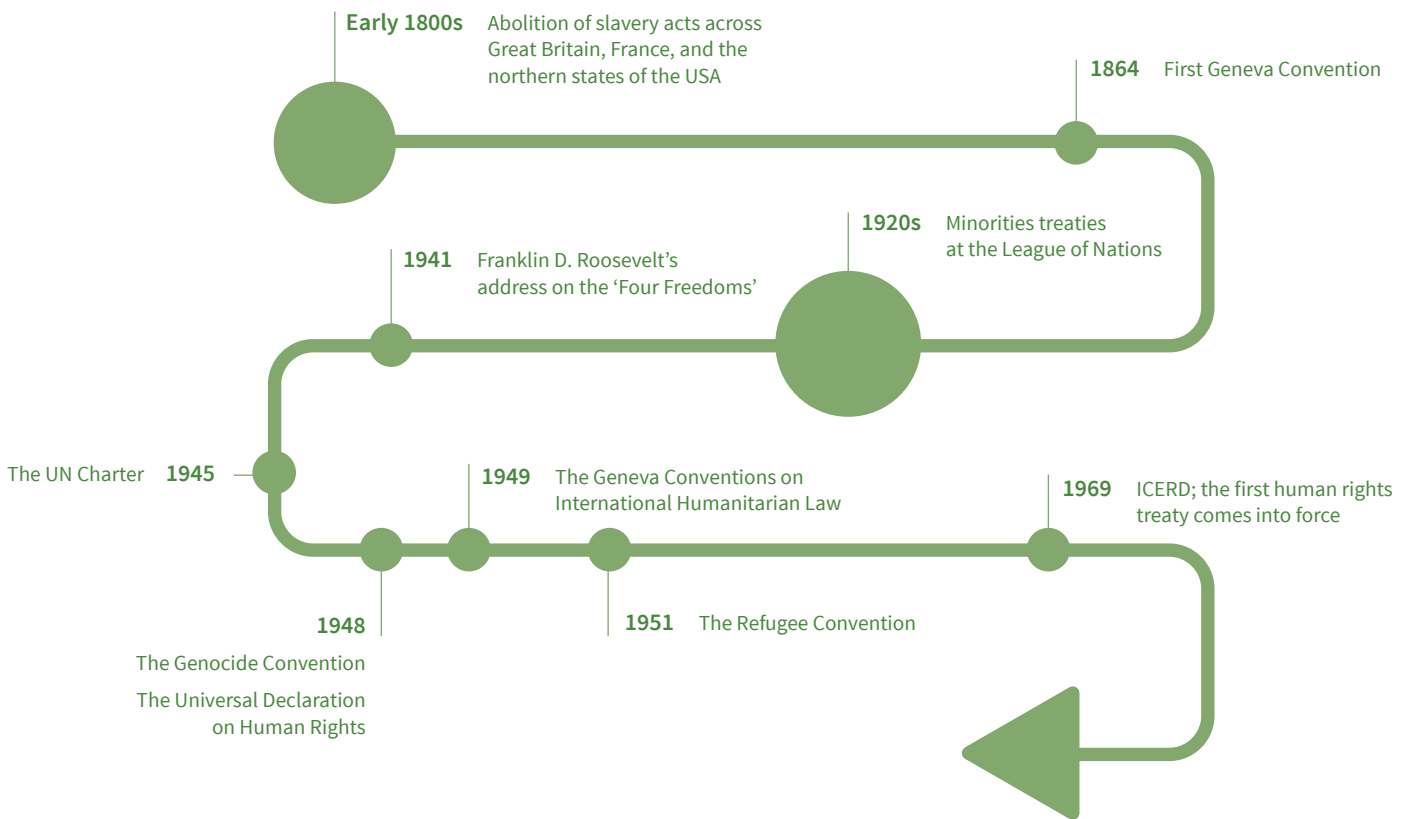 Early 1800s Abolition of slavery acts across
Great Britain, France, and the
northern states of the USA
1864 First Geneva Convention
1920s Minorities treaties
at the League of Nations
1941 Franklin D. Roosevelt’s
address on the ‘Four Freedoms’
The UN Charter 1945
1948
The Genocide Convention
The Universal Declaration
on Human Rights
1949 The Geneva Conventions on
International Humanitarian Law
1951 The Refugee Convention
1969 ICERD; the first human rights
treaty comes into force